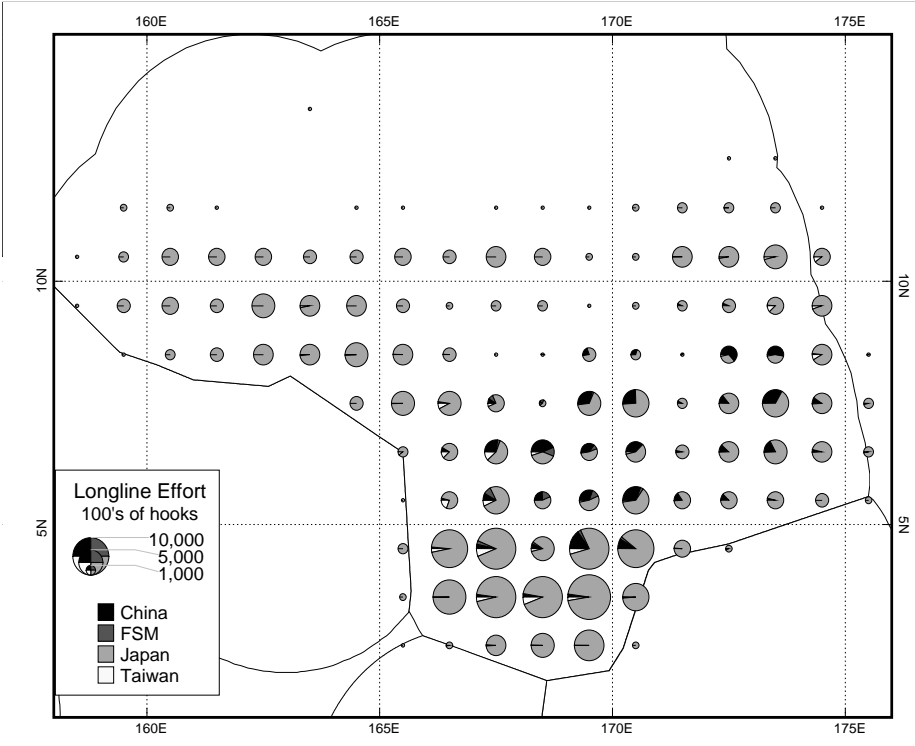 160E 165E 170E 175E
10N 10N
5N 5N
Longline Effort
100's of hooks
10,000
5,000
1,000
China
FSM
Japan
Taiwan
160E 165E 170E 175E